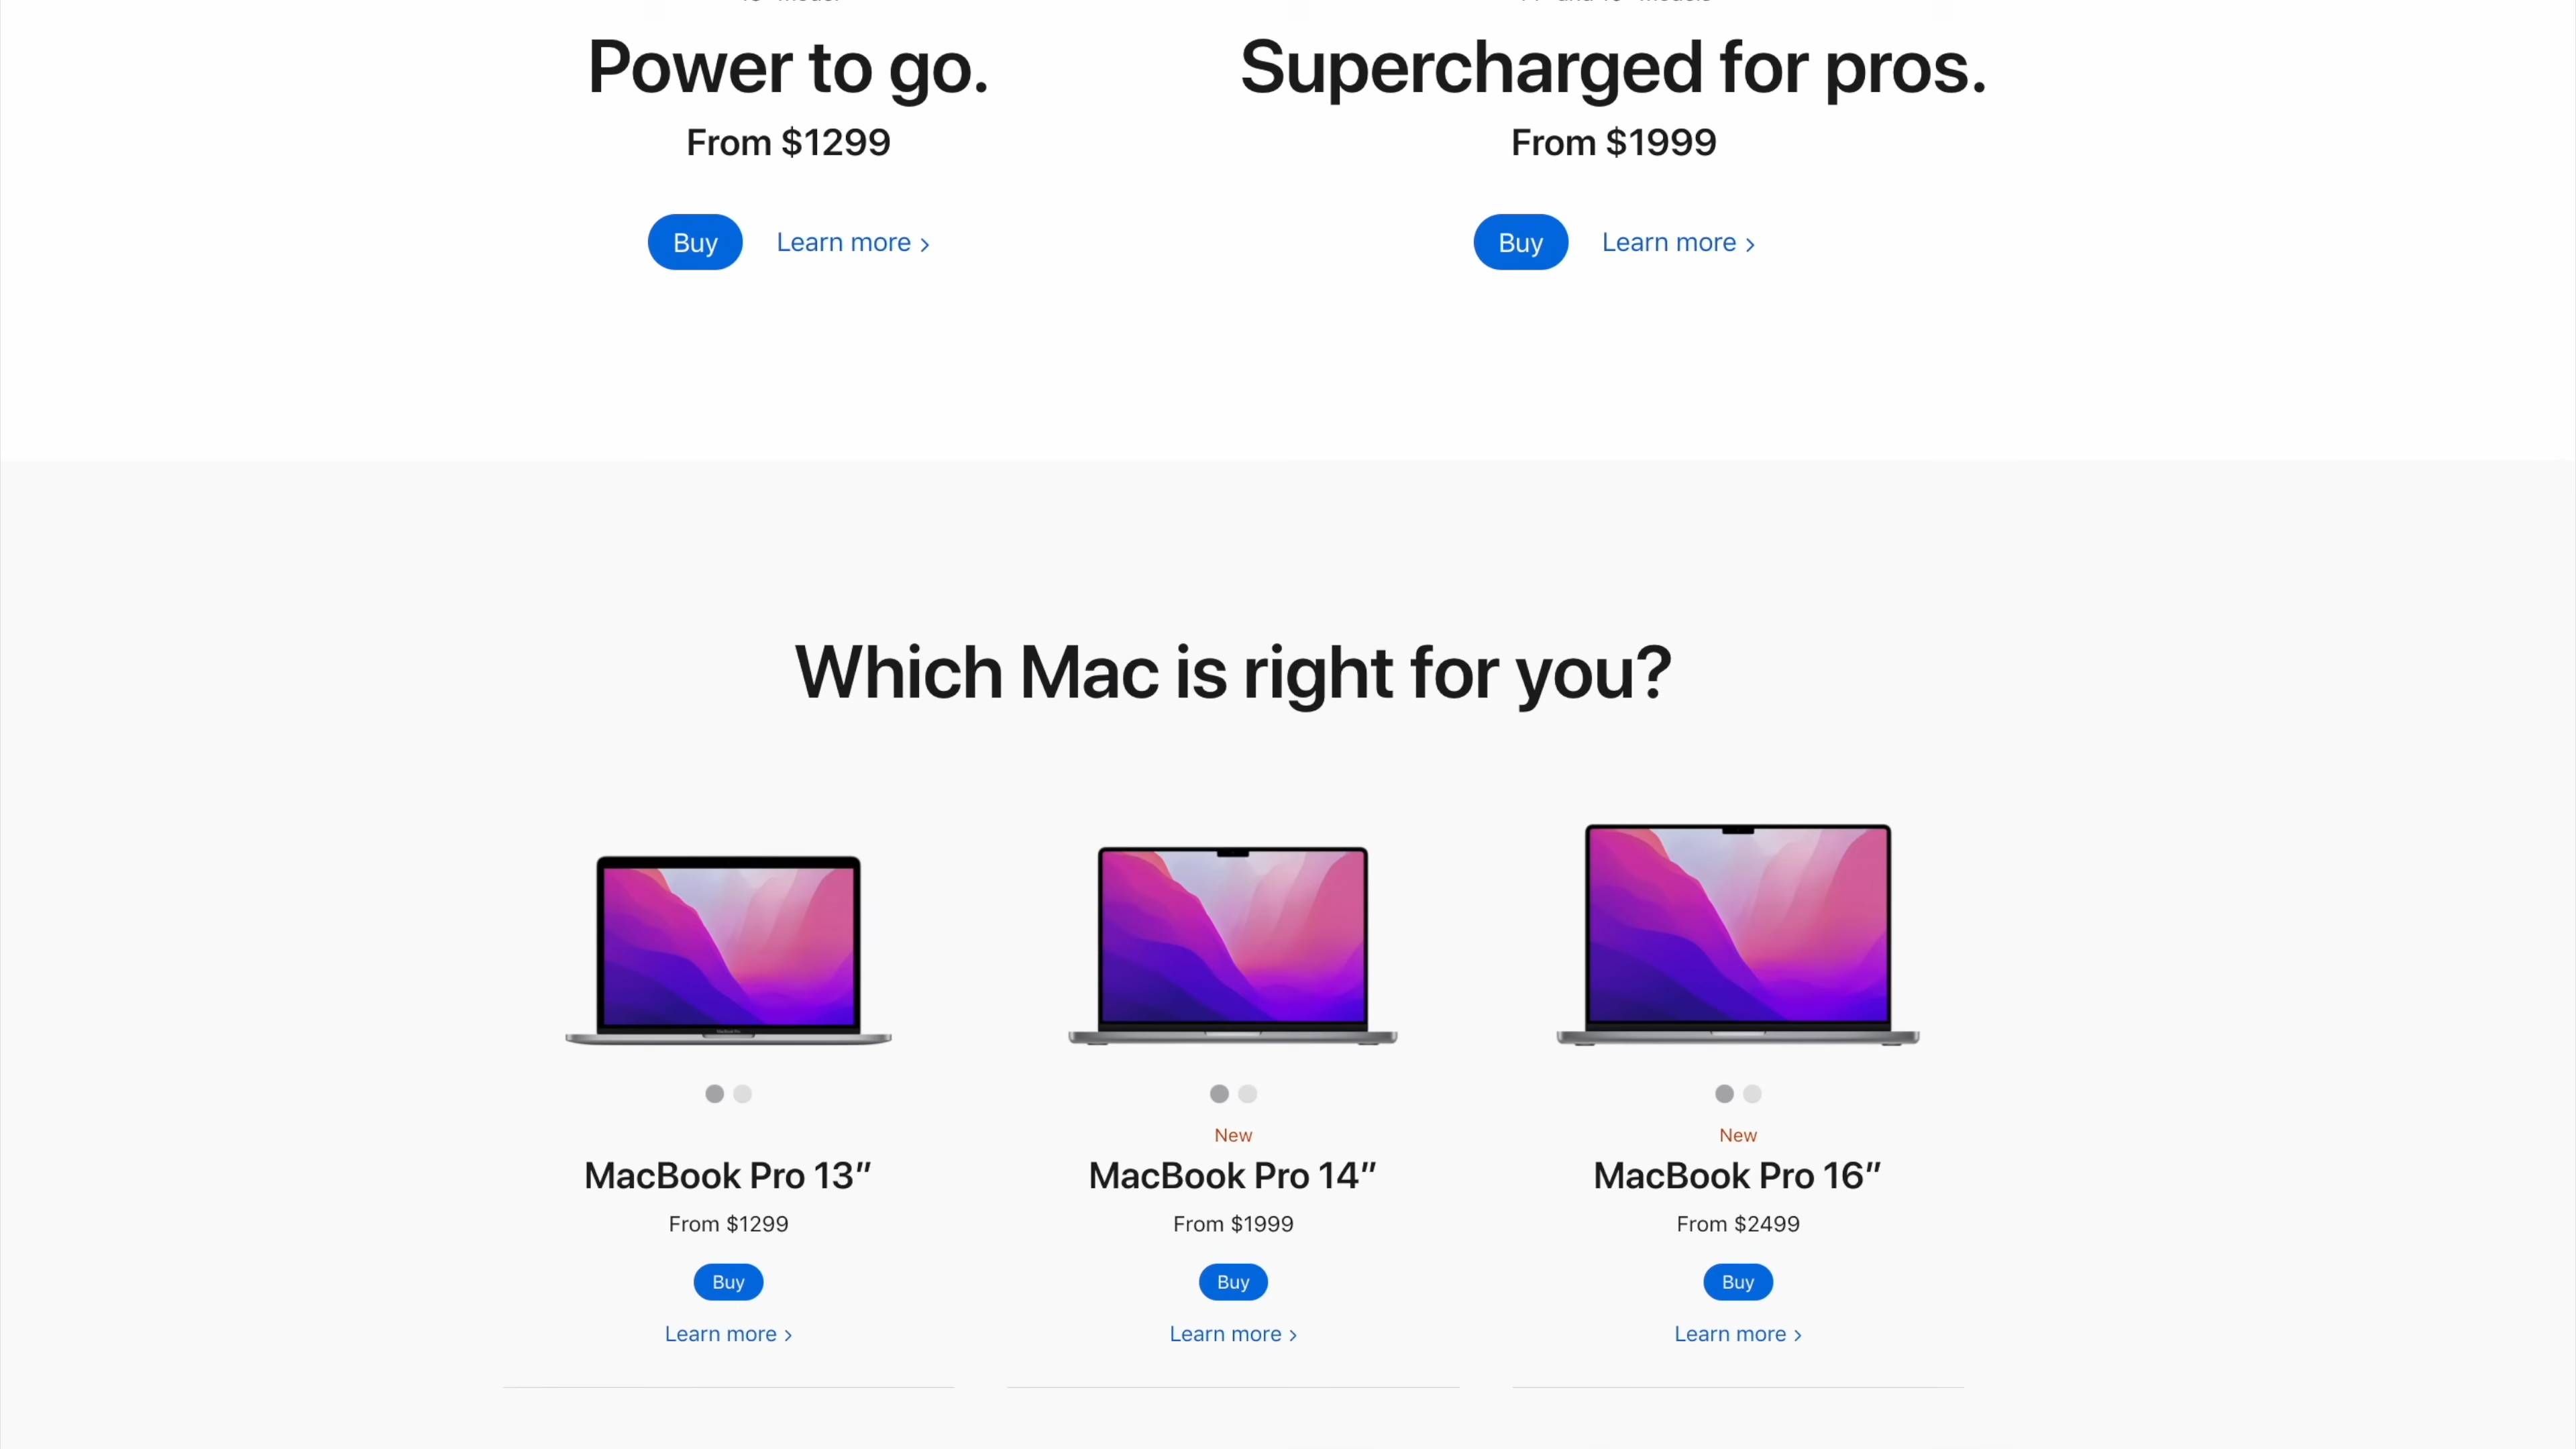 Power to go.
From $1299
Buy Learn more >
Supercharged for pros.
From $1999
Buy Learn more >
Which Mac is right for you?
MacBook Pro 13”
From $1299
Buy
Learn more >
New
MacBook Pro 14”
From $1999
Buy
Learn more >
New
MacBook Pro 16”
From $2499
Buy
Learn more >